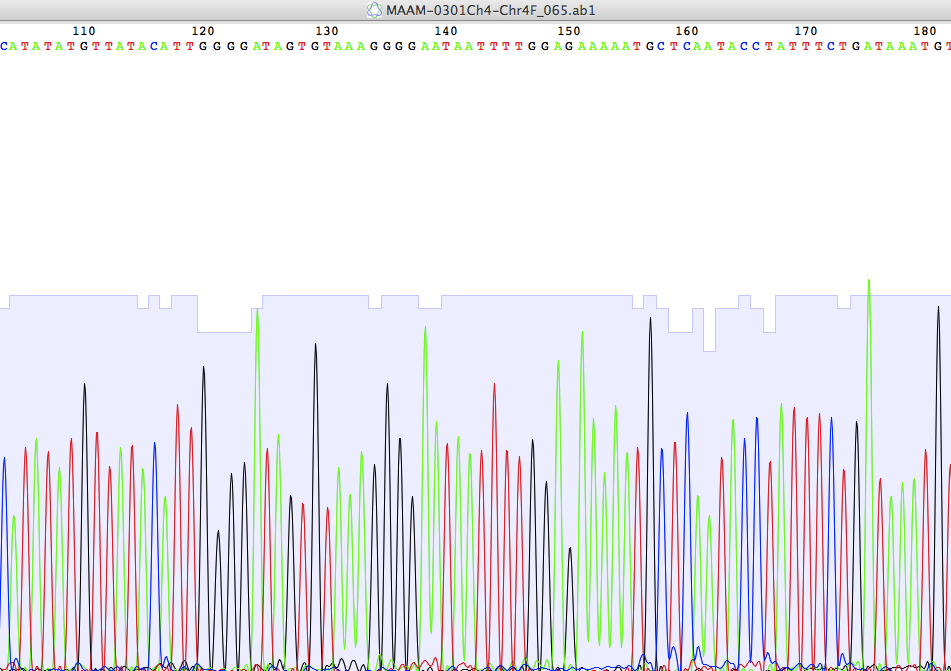 MAAM-0301Ch4-Chr4F_065.ab1
110 120 130 140 150 160 170 180
CATATATGTTATACATTGGGGATAGTGTAAAGGGGAATAATTTTGGAGAAAAATGCTCAATACCTATTTCTGATAAATGT